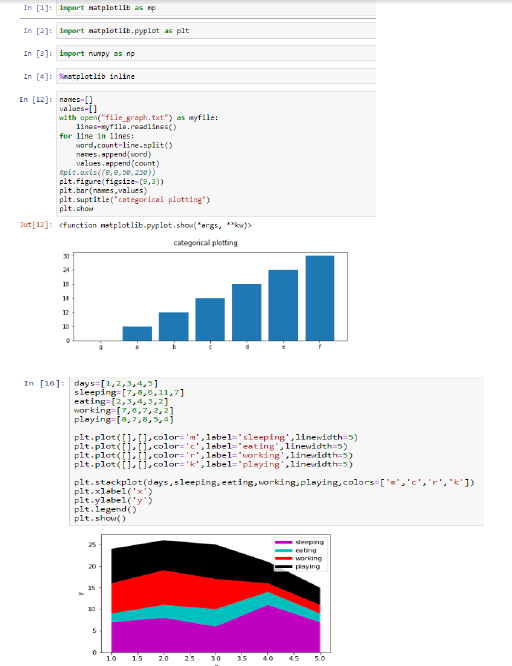 In [1]: import matplotlib as mp
In [2]: import matplotlib.pyplot as plt
In [3]: import numpy as np
In [4]: %matplotlib inline
In [12]: names=[]
values=[]
with open("file_graph.txt") as myfile:
lines=myfile.readlines()
for line in lines:
word,count=line.split()
names.append(word)
values.append(count)
#plt.axis((0,0,50,250))
plt.figure(figsize=(9,3))
plt.bar(names,values)
plt.suptitle("categorical plotting")
plt.show
Out[12]: <function matplotlib.pyplot.show(*args, **kw)>
categorical plotting
30
24
18
14
12
10
0
g a b c d e f
In [16]: days=[1,2,3,4,5]
sleeping=[7,8,6,11,7]
eating=[2,3,4,3,2]
working=[7,8,7,2,2]
playing=[8,7,8,5,4]
plt.plot([],[],color='m',label='sleeping',linewidth=5)
plt.plot([],[],color='c',label='eating',linewidth=5)
plt.plot([],[],color='r',label='working',linewidth=5)
plt.plot([],[],color='k',label='playing',linewidth=5)
plt.stackplot(days,sleeping,eating,working,playing,colors=['m','c','r','k'])
plt.xlabel('x')
plt.ylabel('y')
plt.legend()
plt.show()
sleeping
eating
working
playing
25
20
15
10
5
0
y
1.0 1.5 2.0 2.5 3.0 3.5 4.0 4.5 5.0